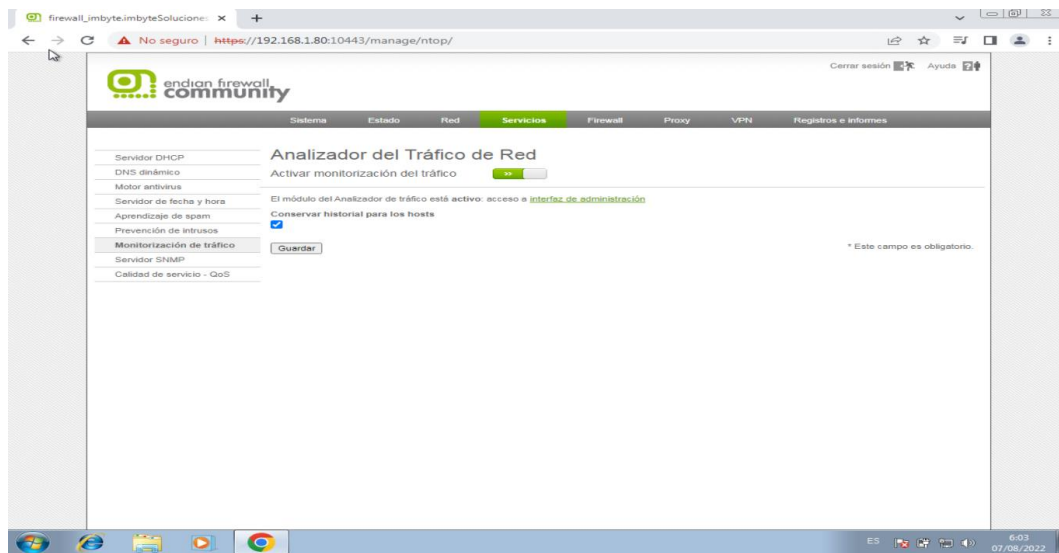 firewall_imbyte.imbyteSolucione
No seguro | https://192.168.1.80:10443/manage/ntop/
Cerrar sesión Ayuda
endian firewall
community
Sistema Estado Red Servicios Firewall Proxy VPN Registros e informes
Servidor DHCP
DNS dinámico
Motor antivirus
Servidor de fecha y hora
Aprendizaje de spam
Prevención de intrusos
Monitorización de tráfico
Servidor SNMP
Calidad de servicio - QoS
Analizador del Tráfico de Red
Activar monitorización del tráfico
El módulo del Analizador de tráfico está activo: acceso a interfaz de administración
Conservar historial para los hosts
Guardar
* Este campo es obligatorio.
ES
6:03
07/08/2022